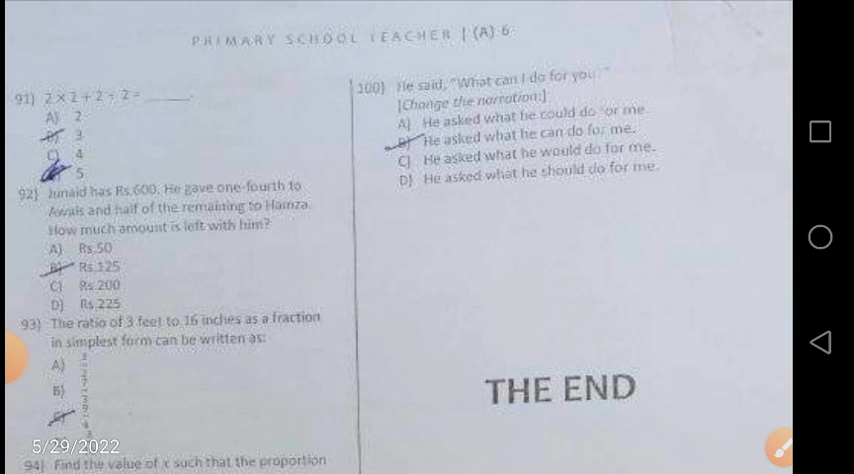 PRIMARY SCHOOL TEACHER | (A) 6
91) 2 × 2 + 2 ÷ 2 = ______.
A) 2
B) 3
C) 4
5
92) Junaid has Rs.600. He gave one-fourth to
Awais and half of the remaining to Hamza.
How much amount is left with him?
A) Rs.50
B) Rs.125
C) Rs.200
D) Rs.225
93) The ratio of 3 feet to 16 inches as a fraction
in simplest form can be written as:
A) 3/2
B) 7/3
C) 9/4
5/29/2022
94) Find the value of x such that the proportion
100) He said, "What can I do for you?"
[Change the narration:]
A) He asked what he could do for me.
B) He asked what he can do for me.
C) He asked what he would do for me.
D) He asked what he should do for me.
THE END